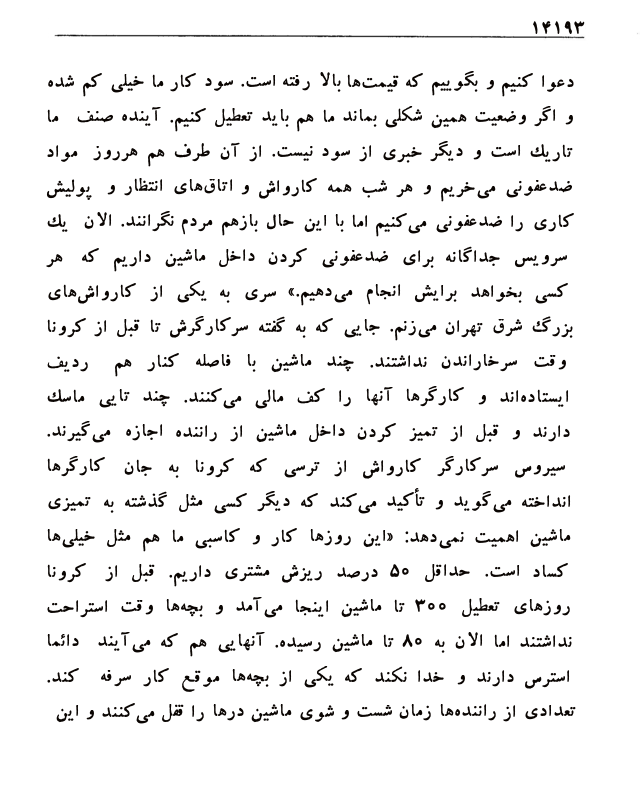 ۱۴۱۹۳
دعوا کنیم و بگوییم که قیمت‌ها بالا رفته است. سود کار ما خیلی کم شده
و اگر وضعیت همین شکلی بماند ما هم باید تعطیل کنیم. آینده صنف ما
تاریك است و دیگر خبری از سود نیست. از آن طرف هم هرروز مواد
ضدعفونی می‌خریم و هر شب همه کارواش و اتاق‌های انتظار و پولیش
کاری را ضدعفونی می‌کنیم اما با این حال بازهم مردم نگرانند. الان یك
سرویس جداگانه برای ضدعفونی کردن داخل ماشین داریم که هر
کسی بخواهد برایش انجام می‌دهیم.» سری به یکی از کارواش‌های
بزرگ شرق تهران می‌زنم. جایی که به گفته سرکارگرش تا قبل از کرونا
وقت سرخاراندن نداشتند. چند ماشین با فاصله کنار هم ردیف
ایستاده‌اند و کارگرها آنها را کف مالی می‌کنند. چند تایی ماسك
دارند و قبل از تمیز کردن داخل ماشین از راننده اجازه می‌گیرند.
سیروس سرکارگر کارواش از ترسی که کرونا به جان کارگرها
انداخته می‌گوید و تأکید می‌کند که دیگر کسی مثل گذشته به تمیزی
ماشین اهمیت نمی‌دهد: «این روزها کار و کاسبی ما هم مثل خیلی‌ها
کساد است. حداقل ۵۰ درصد ریزش مشتری داریم. قبل از کرونا
روزهای تعطیل ۳۰۰ تا ماشین اینجا می‌آمد و بچه‌ها وقت استراحت
نداشتند اما الان به ۸۰ تا ماشین رسیده. آنهایی هم که می‌آیند دائما
استرس دارند و خدا نکند که یکی از بچه‌ها موقع کار سرفه کند.
تعدادی از راننده‌ها زمان شست و شوی ماشین درها را قفل می‌کنند و این